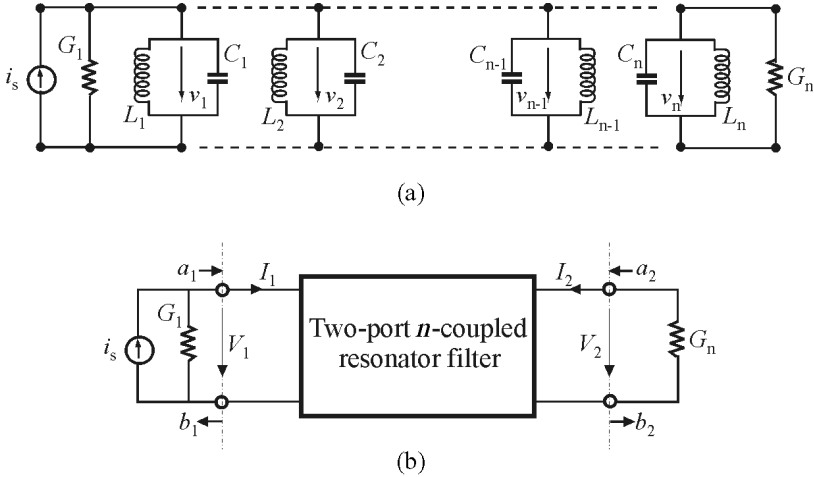 i_s G_1 L_1 v_1 C_1 L_2 v_2 C_2 C_n-1 v_n-1 L_n-1 C_n v_n L_n G_n
(a)
a_1 I_1 I_2 a_2
i_s G_1 V_1 Two-port n-coupled V_2 G_n
resonator filter
b_1 b_2
(b)